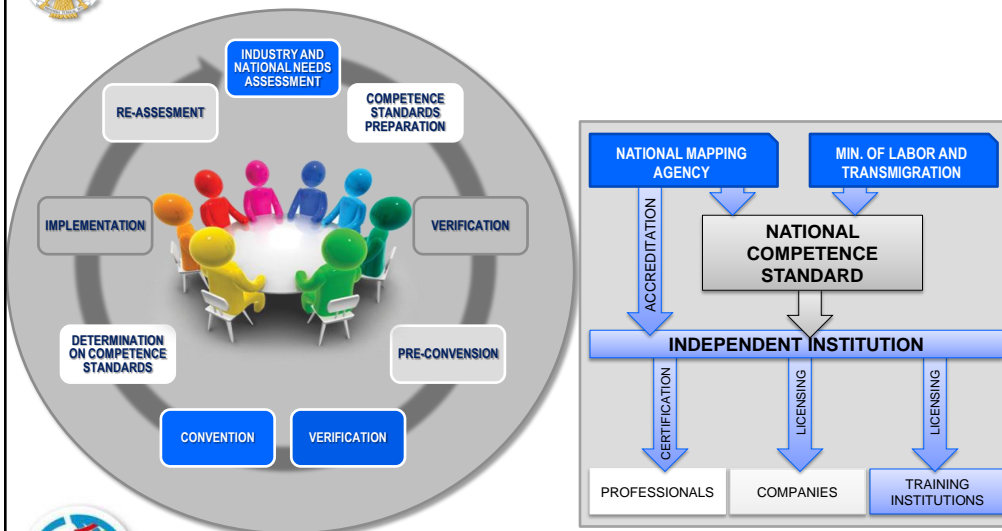 INDUSTRY AND
NATIONAL NEEDS
ASSESSMENT
COMPETENCE
STANDARDS
PREPARATION
VERIFICATION
PRE-CONVENSION
VERIFICATION
CONVENTION
DETERMINATION
ON COMPETENCE
STANDARDS
IMPLEMENTATION
RE-ASSESMENT
NATIONAL MAPPING
AGENCY
MIN. OF LABOR AND
TRANSMIGRATION
ACCREDITATION
NATIONAL
COMPETENCE
STANDARD
INDEPENDENT INSTITUTION
CERTIFICATION
LICENSING
LICENSING
PROFESSIONALS
COMPANIES
TRAINING
INSTITUTIONS